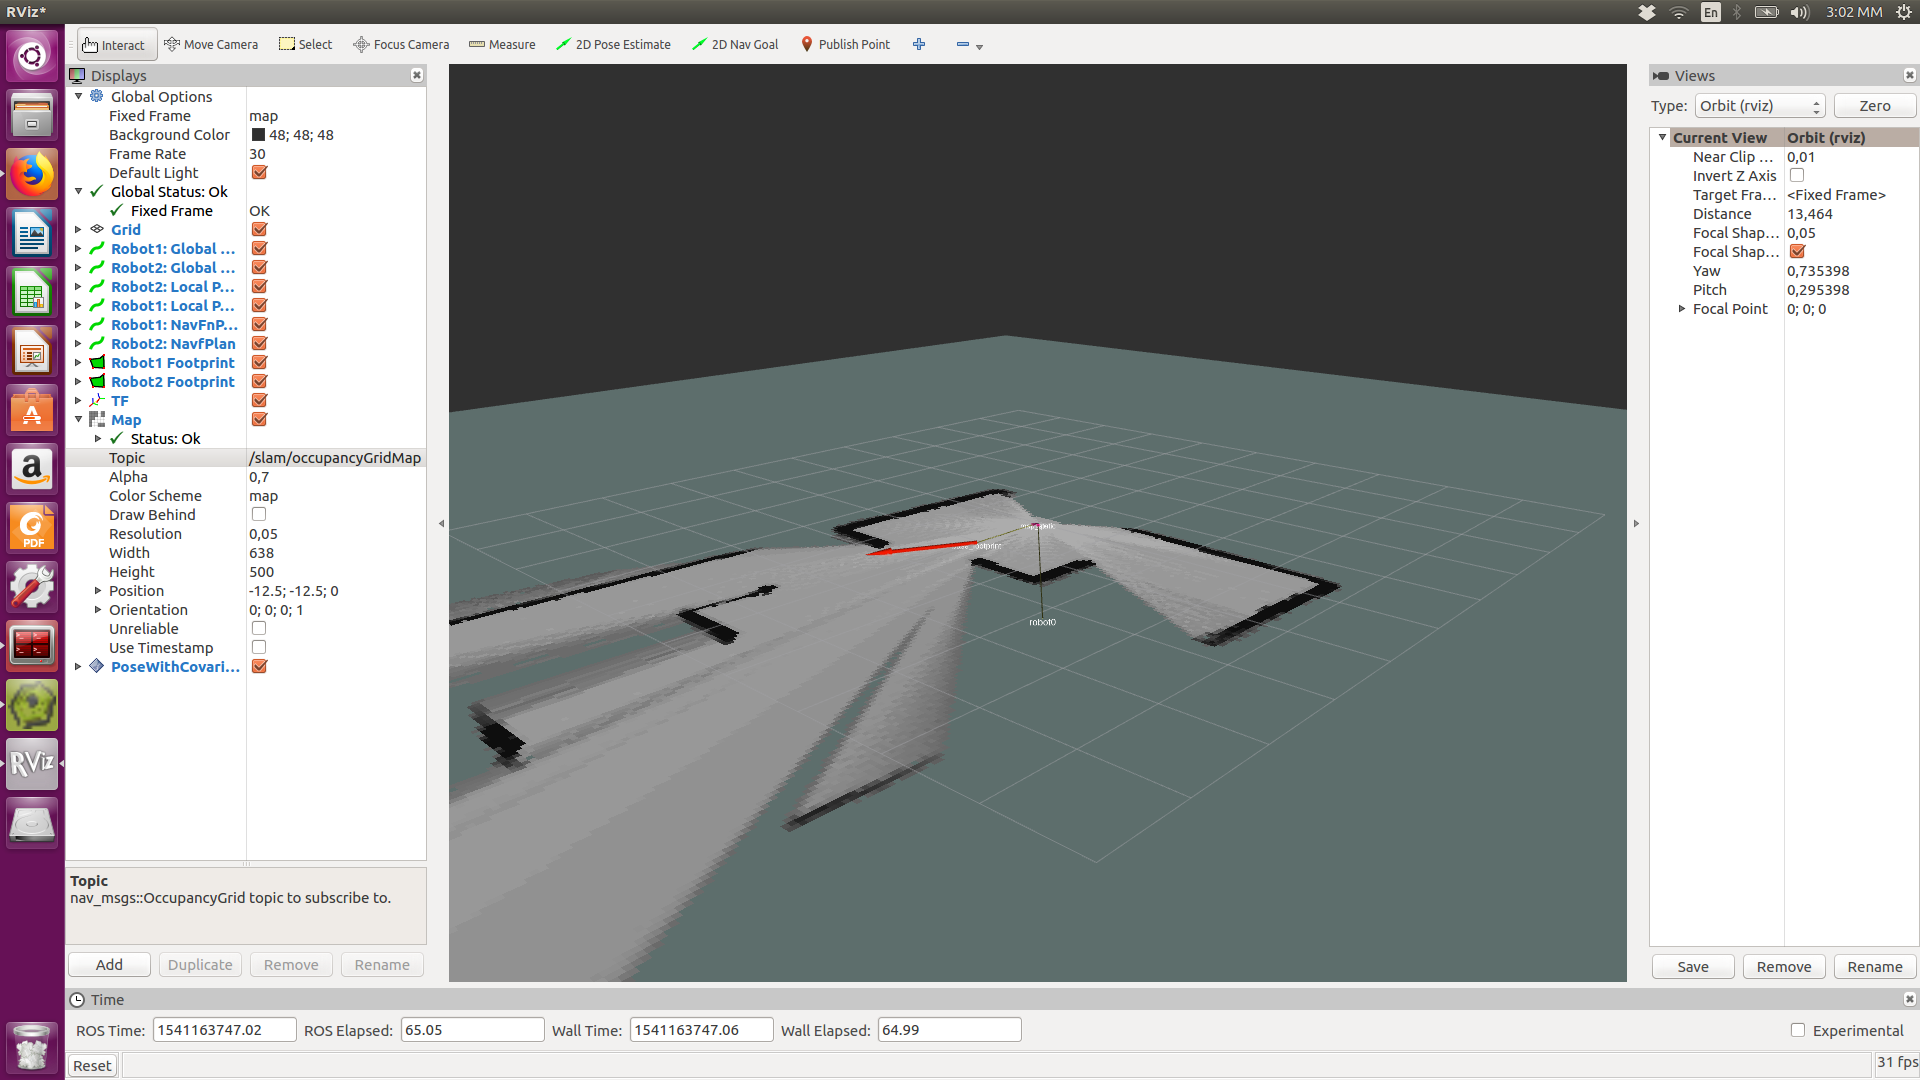 RViz*
En
3:02 MM
Interact
Move Camera
Select
Focus Camera
Measure
2D Pose Estimate
2D Nav Goal
Publish Point
Displays
Global Options
Fixed Frame map
Background Color 48; 48; 48
Frame Rate 30
Default Light
Global Status: Ok
Fixed Frame OK
Grid
Robot1: Global ...
Robot2: Global ...
Robot2: Local P...
Robot1: Local P...
Robot1: NavFnP...
Robot2: NavfPlan
Robot1 Footprint
Robot2 Footprint
TF
Map
Status: Ok
Topic /slam/occupancyGridMap
Alpha 0,7
Color Scheme map
Draw Behind
Resolution 0,05
Width 638
Height 500
Position -12.5; -12.5; 0
Orientation 0; 0; 0; 1
Unreliable
Use Timestamp
PoseWithCovari...
Topic
nav_msgs::OccupancyGrid topic to subscribe to.
Add Duplicate Remove Rename
robot0
Views
Type: Orbit (rviz) Zero
Current View Orbit (rviz)
Near Clip ... 0,01
Invert Z Axis
Target Fra... <Fixed Frame>
Distance 13,464
Focal Shap... 0,05
Focal Shap...
Yaw 0,735398
Pitch 0,295398
Focal Point 0; 0; 0
Save Remove Rename
Time
ROS Time: 1541163747.02 ROS Elapsed: 65.05 Wall Time: 1541163747.06 Wall Elapsed: 64.99 Experimental
Reset 31 fps
a
PDF
RViz